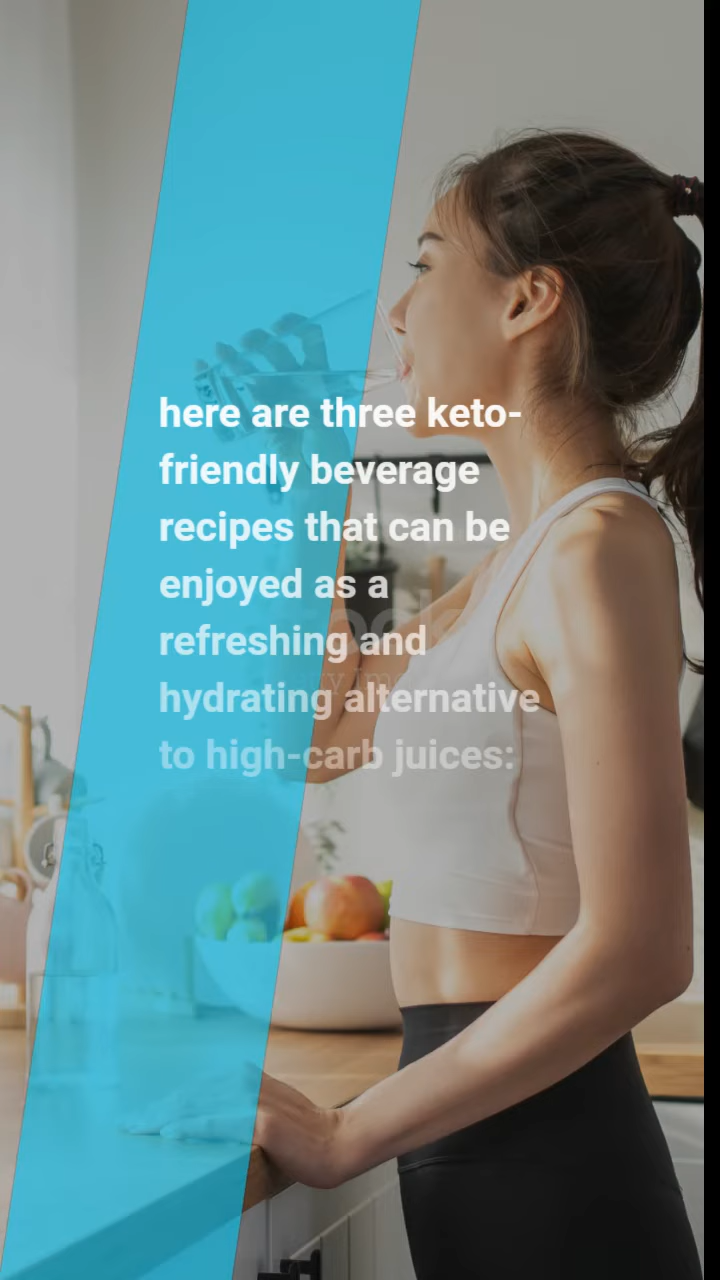 here are three keto-
friendly beverage
recipes that can be
enjoyed as a
refreshing and
hydrating alternative
to high-carb juices: